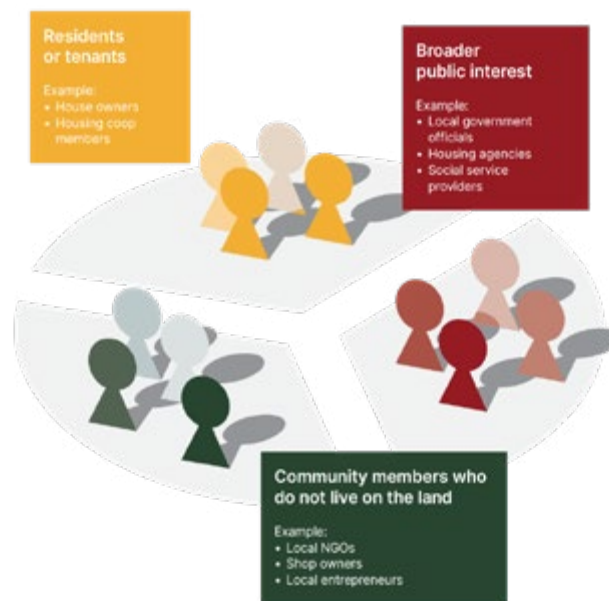 Residents
or tenants
Example:
• House owners
• Housing coop
members
Broader
public interest
Example:
• Local government
officials
• Housing agencies
• Social service
providers
Community members who
do not live on the land
Example:
• Local NGOs
• Shop owners
• Local entrepreneurs